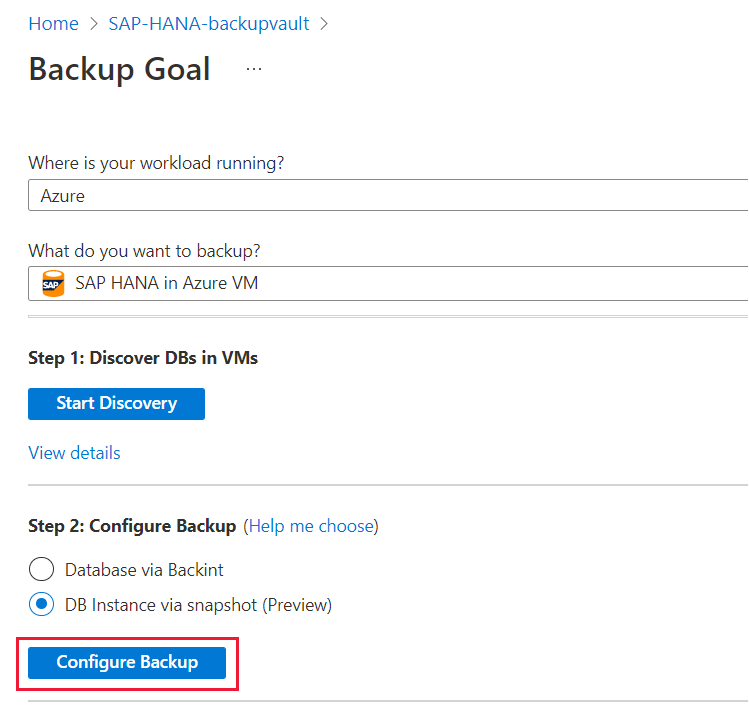 Home > SAP-HANA-backupvault >
Backup Goal ...
Where is your workload running?
Azure
What do you want to backup?
SAP SAP HANA in Azure VM
Step 1: Discover DBs in VMs
Start Discovery
View details
Step 2: Configure Backup (Help me choose)
Database via Backint
DB Instance via snapshot (Preview)
Configure Backup